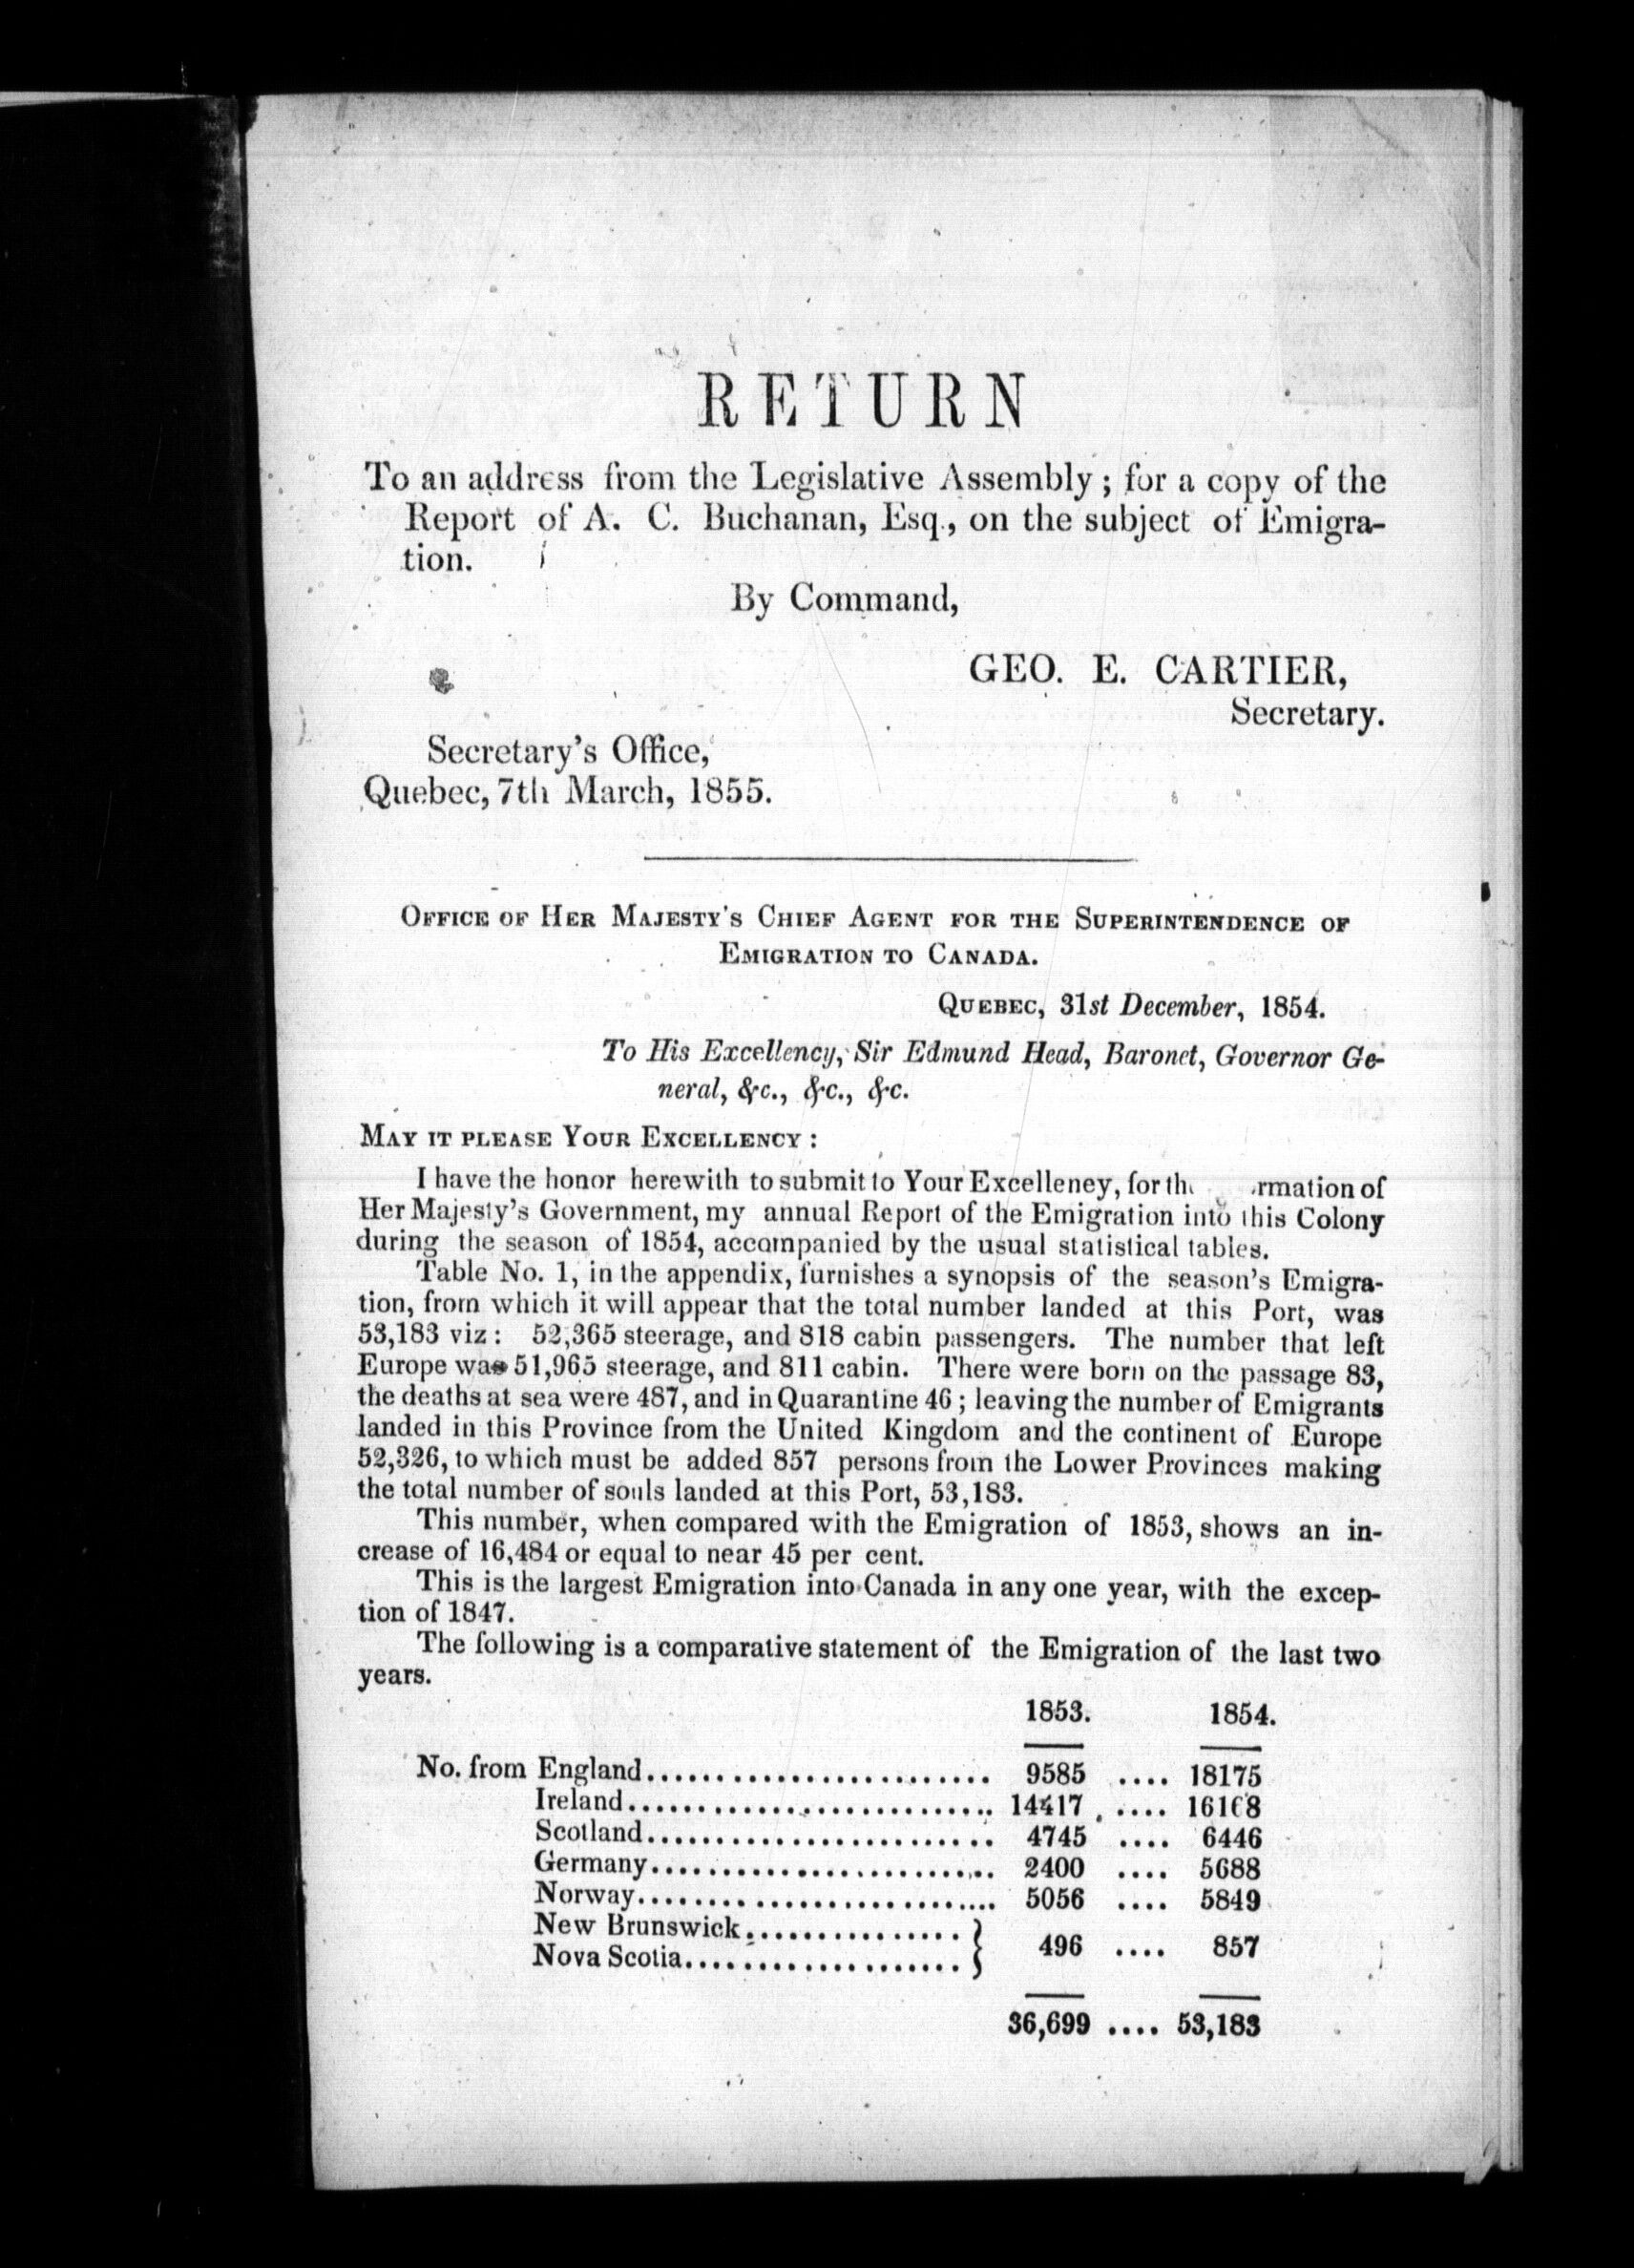 RETURN
To an address from the Legislative Assembly; for a copy of the
Report of A. C. Buchanan, Esq., on the subject of Emigra-
tion.
By Command,
GEO. E. CARTIER,
Secretary.
Secretary's Office,
Quebec, 7th March, 1855.
OFFICE OF HER MAJESTY'S CHIEF AGENT FOR THE SUPERINTENDENCE OF
EMIGRATION TO CANADA.
QUEBEC, 31st December, 1854.
To His Excellency, Sir Edmund Head, Baronet, Governor Ge-
neral, &c., &c., &c.
MAY IT PLEASE YOUR EXCELLENCY:
I have the honor herewith to submit to Your Excelleney, for th rmation of
Her Majesty's Government, my annual Report of the Emigration into this Colony
during the season of 1854, accompanied by the usual statistical tables.
Table No. 1, in the appendix, furnishes a synopsis of the season's Emigra-
tion, from which it will appear that the total number landed at this Port, was
53,183 viz: 52,365 steerage, and 818 cabin passengers. The number that left
Europe was 51,965 steerage, and 811 cabin. There were born on the passage 83,
the deaths at sea were 487, and in Quarantine 46; leaving the number of Emigrants
landed in this Province from the United Kingdom and the continent of Europe
52,326, to which must be added 857 persons from the Lower Provinces making
the total number of souls landed at this Port, 53,183.
This number, when compared with the Emigration of 1853, shows an in-
crease of 16,484 or equal to near 45 per cent.
This is the largest Emigration into Canada in any one year, with the excep-
tion of 1847.
The following is a comparative statement of the Emigration of the last two
years.
1853. 1854.
No. from England......................... 9585 .... 18175
Ireland.......................... 14417 .... 16168
Scotland......................... 4745 .... 6446
Germany......................... 2400 .... 5688
Norway.......................... 5056 .... 5849
New Brunswick................ }
496 .... 857
Nova Scotia.................... }
36,699 .... 53,183